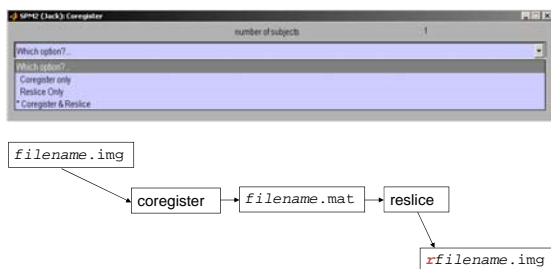 SPM2 (Jack): Coregister
number of subjects 1
Which option?...
Which option?...
Coregister only
Reslice Only
* Coregister & Reslice
filename.img
coregister
filename.mat
reslice
rfilename.img